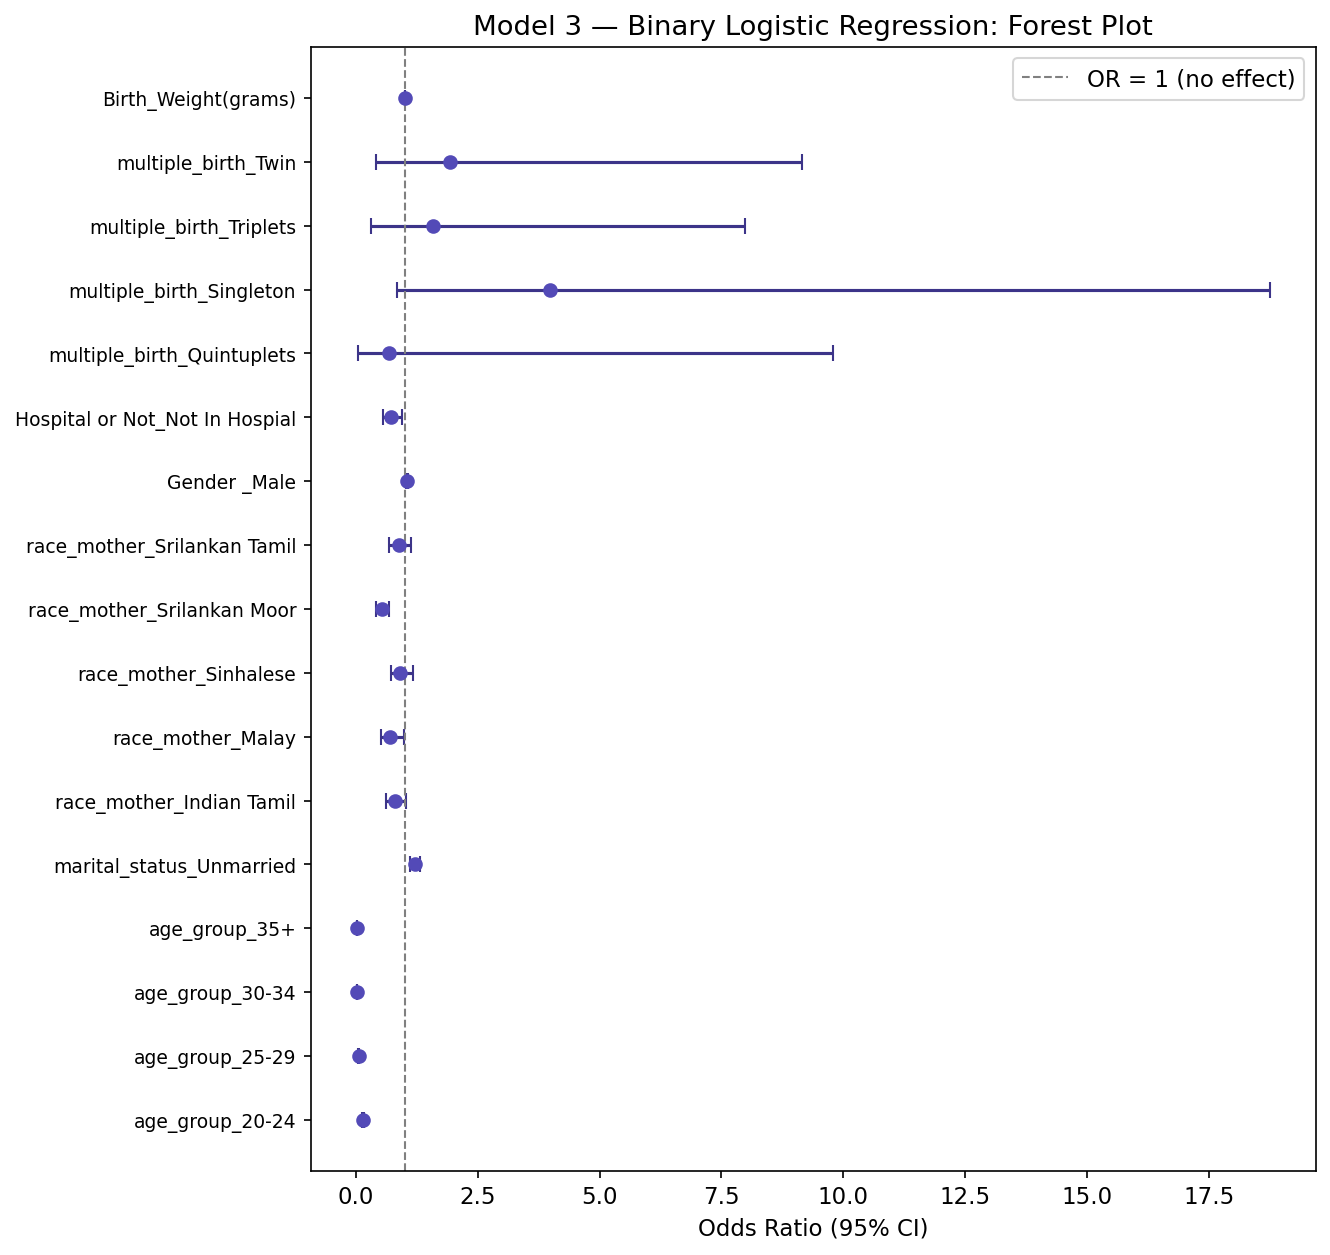 Model 3 — Binary Logistic Regression: Forest Plot
OR = 1 (no effect)
Birth_Weight(grams)
multiple_birth_Twin
multiple_birth_Triplets
multiple_birth_Singleton
multiple_birth_Quintuplets
Hospital or Not_Not In Hospial
Gender _Male
race_mother_Srilankan Tamil
race_mother_Srilankan Moor
race_mother_Sinhalese
race_mother_Malay
race_mother_Indian Tamil
marital_status_Unmarried
age_group_35+
age_group_30-34
age_group_25-29
age_group_20-24
0.0 2.5 5.0 7.5 10.0 12.5 15.0 17.5
Odds Ratio (95% CI)